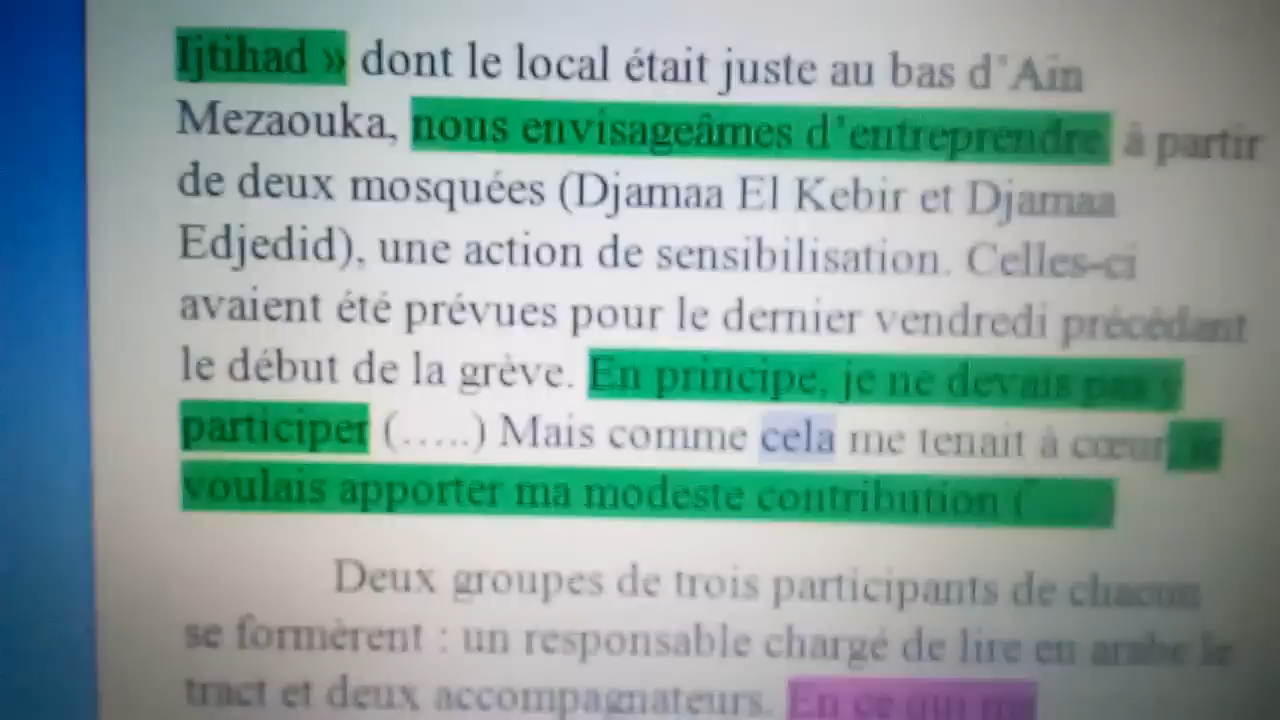 Ijtihad » dont le local était juste au bas d'Ain
Mezaouka, nous envisageâmes d'entreprendre à partir
de deux mosquées (Djamaa El Kebir et Djamaa
Edjedid), une action de sensibilisation. Celles-ci
avaient été prévues pour le dernier vendredi précédant
le début de la grève. En principe, je ne devais pas y
participer (…..) Mais comme cela me tenait à cœur, je
voulais apporter ma modeste contribution (
Deux groupes de trois participants de chacun
se formèrent : un responsable chargé de lire en arabe le
tract et deux accompagnateurs. En ce qui me